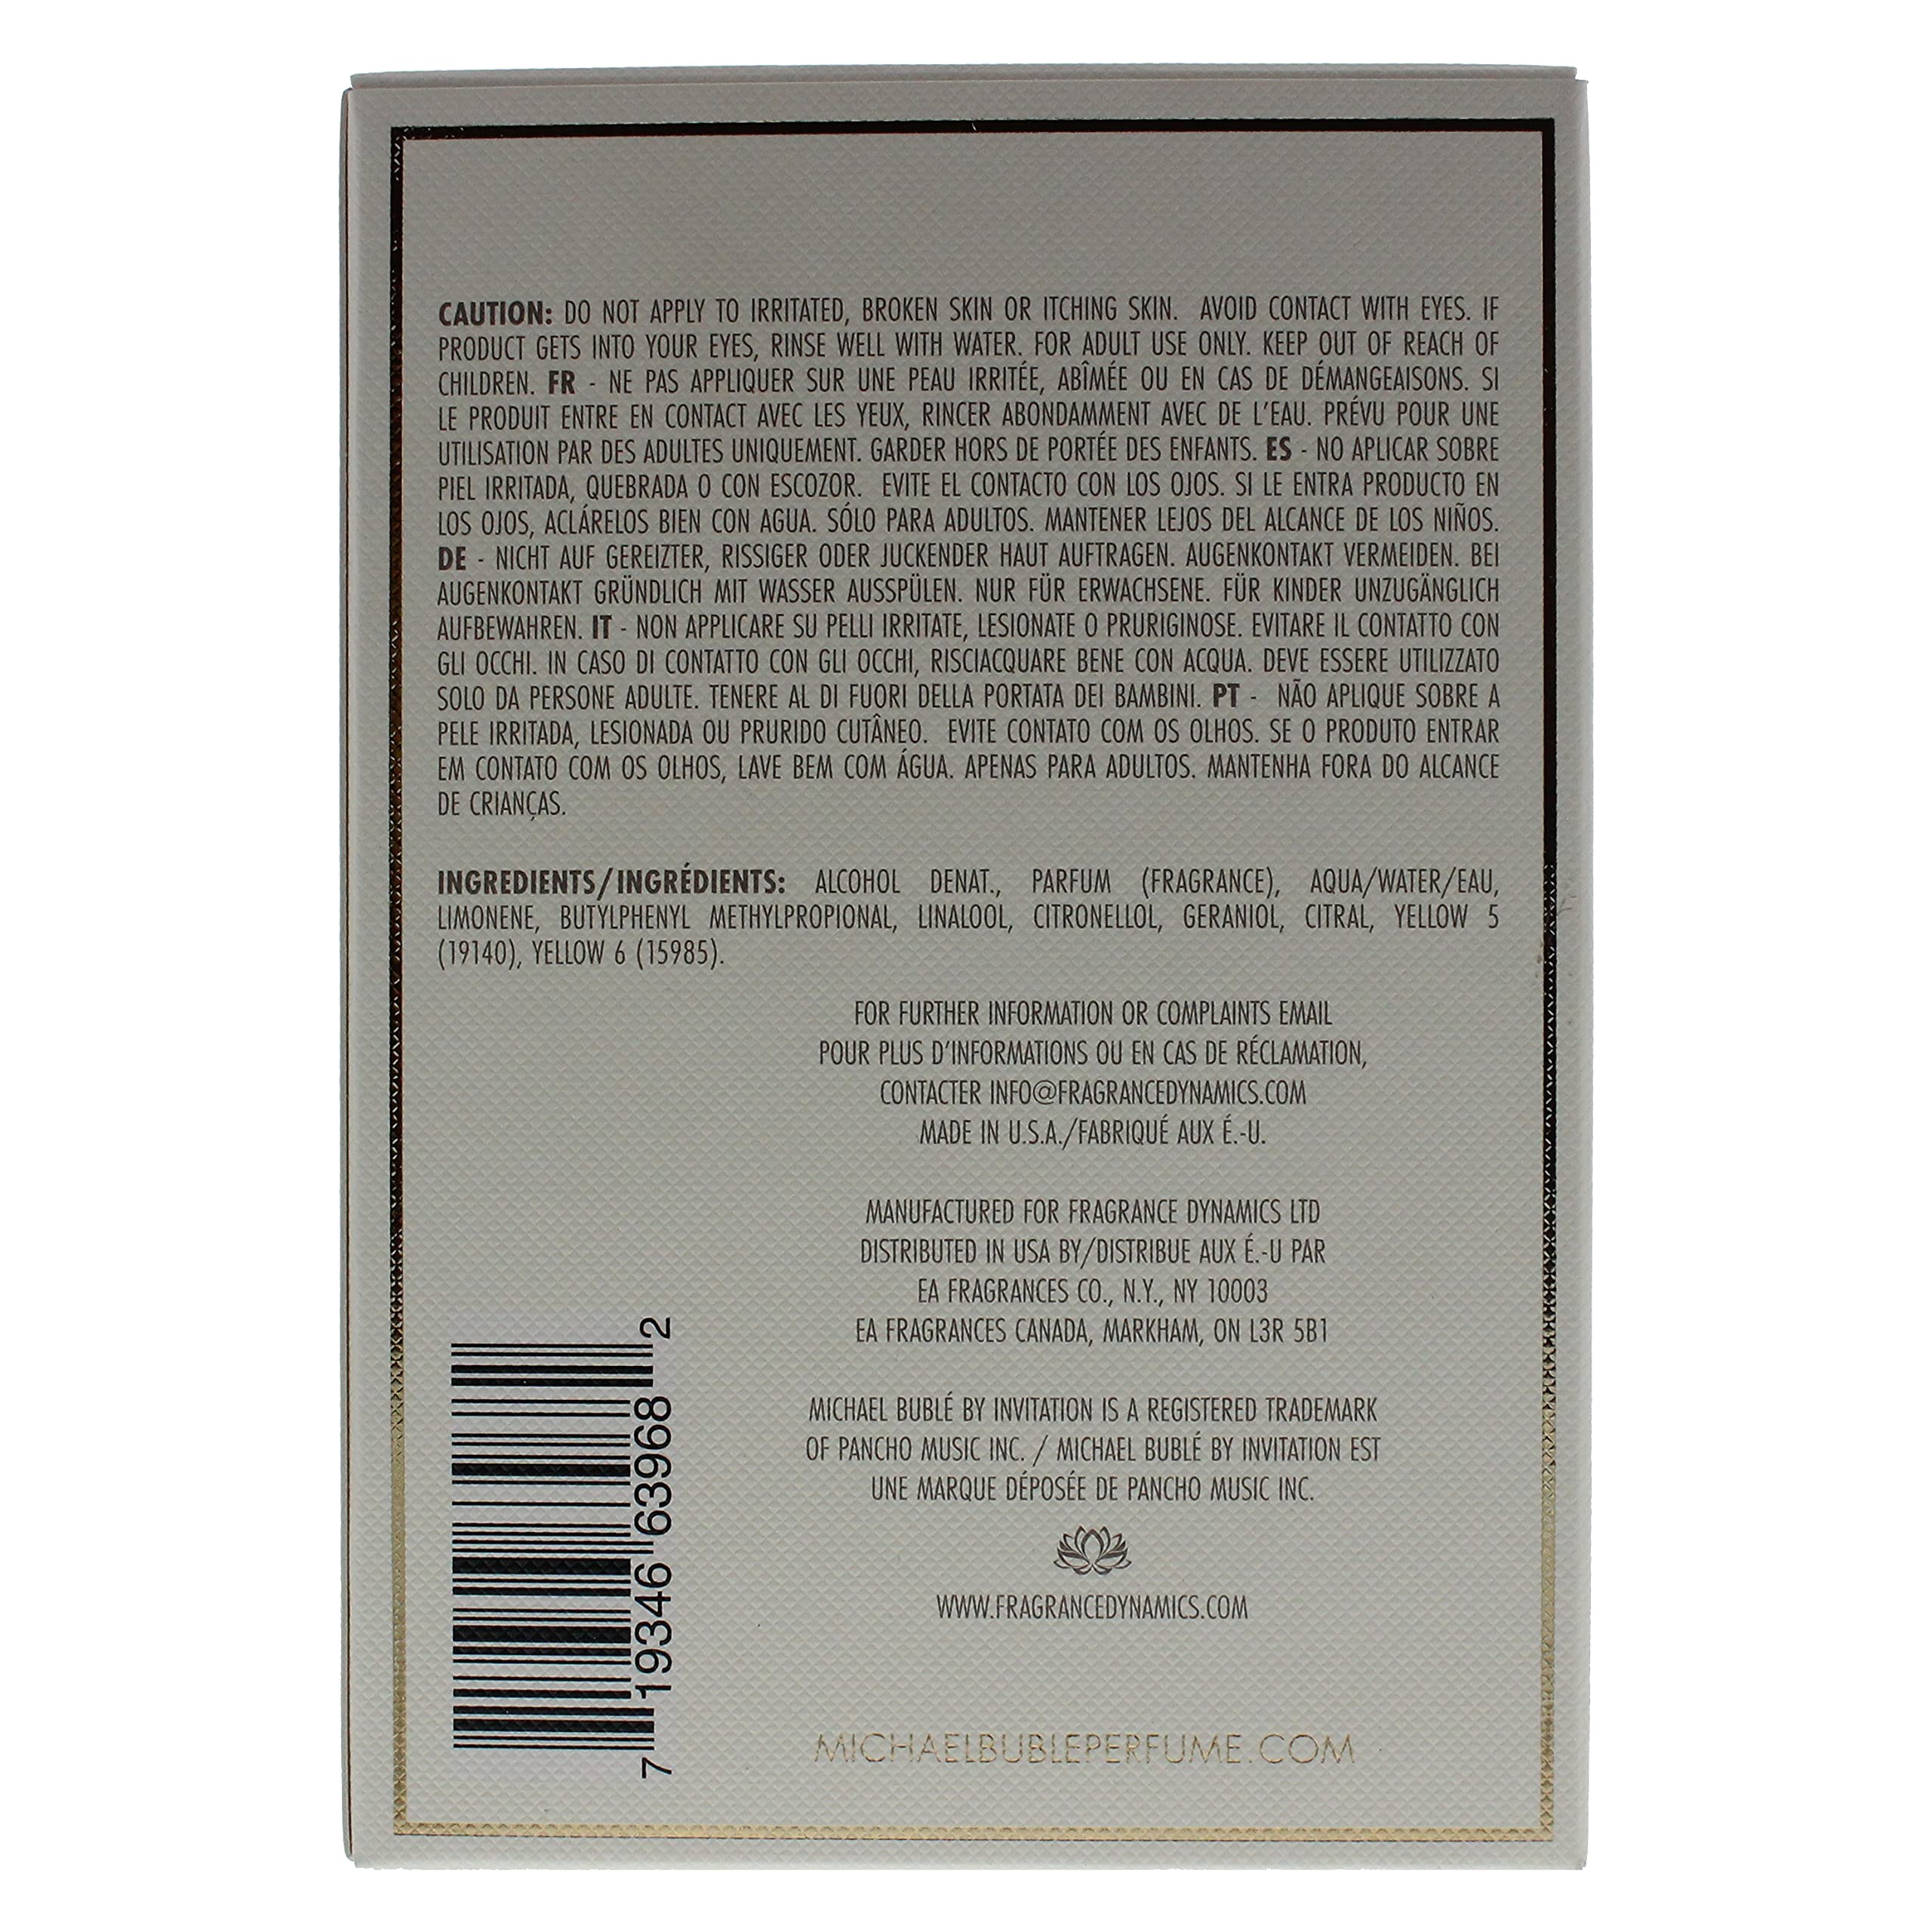 CAUTION: DO NOT APPLY TO IRRITATED, BROKEN SKIN OR ITCHING SKIN. AVOID CONTACT WITH EYES. IF
PRODUCT GETS INTO YOUR EYES, RINSE WELL WITH WATER. FOR ADULT USE ONLY. KEEP OUT OF REACH OF
CHILDREN. FR - NE PAS APPLIQUER SUR UNE PEAU IRRITÉE, ABÎMÉE OU EN CAS DE DÉMANGEAISONS. SI
LE PRODUIT ENTRE EN CONTACT AVEC LES YEUX, RINCER ABONDAMMENT AVEC DE L'EAU. PRÉVU POUR UNE
UTILISATION PAR DES ADULTES UNIQUEMENT. GARDER HORS DE PORTÉE DES ENFANTS. ES - NO APLICAR SOBRE
PIEL IRRITADA, QUEBRADA O CON ESCOZOR. EVITE EL CONTACTO CON LOS OJOS. SI LE ENTRA PRODUCTO EN
LOS OJOS, ACLÁRELOS BIEN CON AGUA. SÓLO PARA ADULTOS. MANTENER LEJOS DEL ALCANCE DE LOS NIÑOS.
DE - NICHT AUF GEREIZTER, RISSIGER ODER JUCKENDER HAUT AUFTRAGEN. AUGENKONTAKT VERMEIDEN. BEI
AUGENKONTAKT GRÜNDLICH MIT WASSER AUSSPÜLEN. NUR FÜR ERWACHSENE. FÜR KINDER UNZUGÄNGLICH
AUFBEWAHREN. IT - NON APPLICARE SU PELLI IRRITATE, LESIONATE O PRURIGINOSE. EVITARE IL CONTATTO CON
GLI OCCHI. IN CASO DI CONTATTO CON GLI OCCHI, RISCIACQUARE BENE CON ACQUA. DEVE ESSERE UTILIZZATO
SOLO DA PERSONE ADULTE. TENERE AL DI FUORI DELLA PORTATA DEI BAMBINI. PT - NÃO APLIQUE SOBRE A
PELE IRRITADA, LESIONADA OU PRURIDO CUTÂNEO. EVITE CONTATO COM OS OLHOS. SE O PRODUTO ENTRAR
EM CONTATO COM OS OLHOS, LAVE BEM COM ÁGUA. APENAS PARA ADULTOS. MANTENHA FORA DO ALCANCE
DE CRIANÇAS.
INGREDIENTS/INGRÉDIENTS: ALCOHOL DENAT., PARFUM (FRAGRANCE), AQUA/WATER/EAU,
LIMONENE, BUTYLPHENYL METHYLPROPIONAL, LINALOOL, CITRONELLOL, GERANIOL, CITRAL, YELLOW 5
(19140), YELLOW 6 (15985).
FOR FURTHER INFORMATION OR COMPLAINTS EMAIL
POUR PLUS D'INFORMATIONS OU EN CAS DE RÉCLAMATION,
CONTACTER INFO@FRAGRANCEDYNAMICS.COM
MADE IN U.S.A./FABRIQUÉ AUX É.-U.
MANUFACTURED FOR FRAGRANCE DYNAMICS LTD
DISTRIBUTED IN USA BY/DISTRIBUE AUX É.-U PAR
EA FRAGRANCES CO., N.Y., NY 10003
EA FRAGRANCES CANADA, MARKHAM, ON L3R 5B1
MICHAEL BUBLÉ BY INVITATION IS A REGISTERED TRADEMARK
OF PANCHO MUSIC INC. / MICHAEL BUBLÉ BY INVITATION EST
UNE MARQUE DÉPOSÉE DE PANCHO MUSIC INC.
WWW.FRAGRANCEDYNAMICS.COM
MICHAELBUBLEPERFUME.COM
7 19346 63968 2